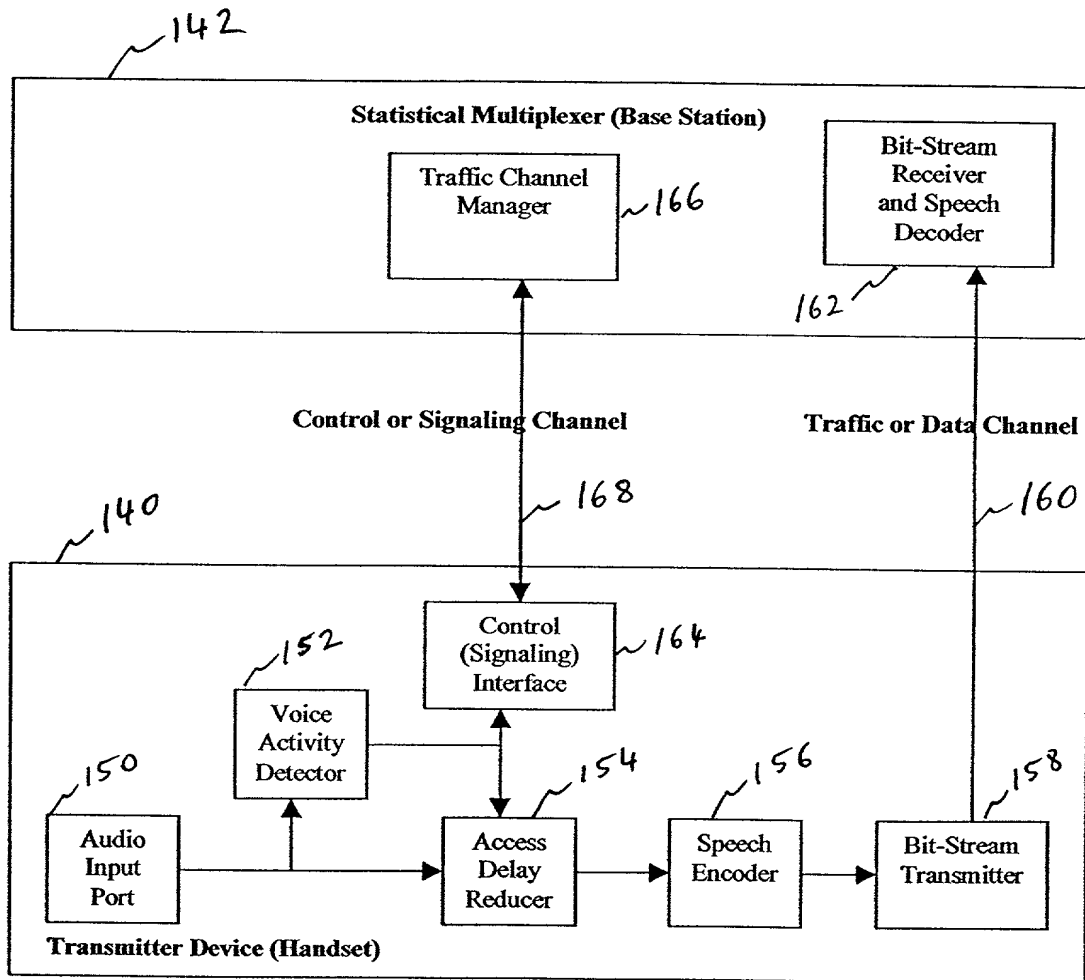 142
Statistical Multiplexer (Base Station)
Traffic Channel
Manager
166
Bit-Stream
Receiver
and Speech
Decoder
162
Control or Signaling Channel
Traffic or Data Channel
168
160
140
Control
(Signaling)
Interface
164
152
Voice
Activity
Detector
150
Audio
Input
Port
154
Access
Delay
Reducer
156
Speech
Encoder
158
Bit-Stream
Transmitter
Transmitter Device (Handset)